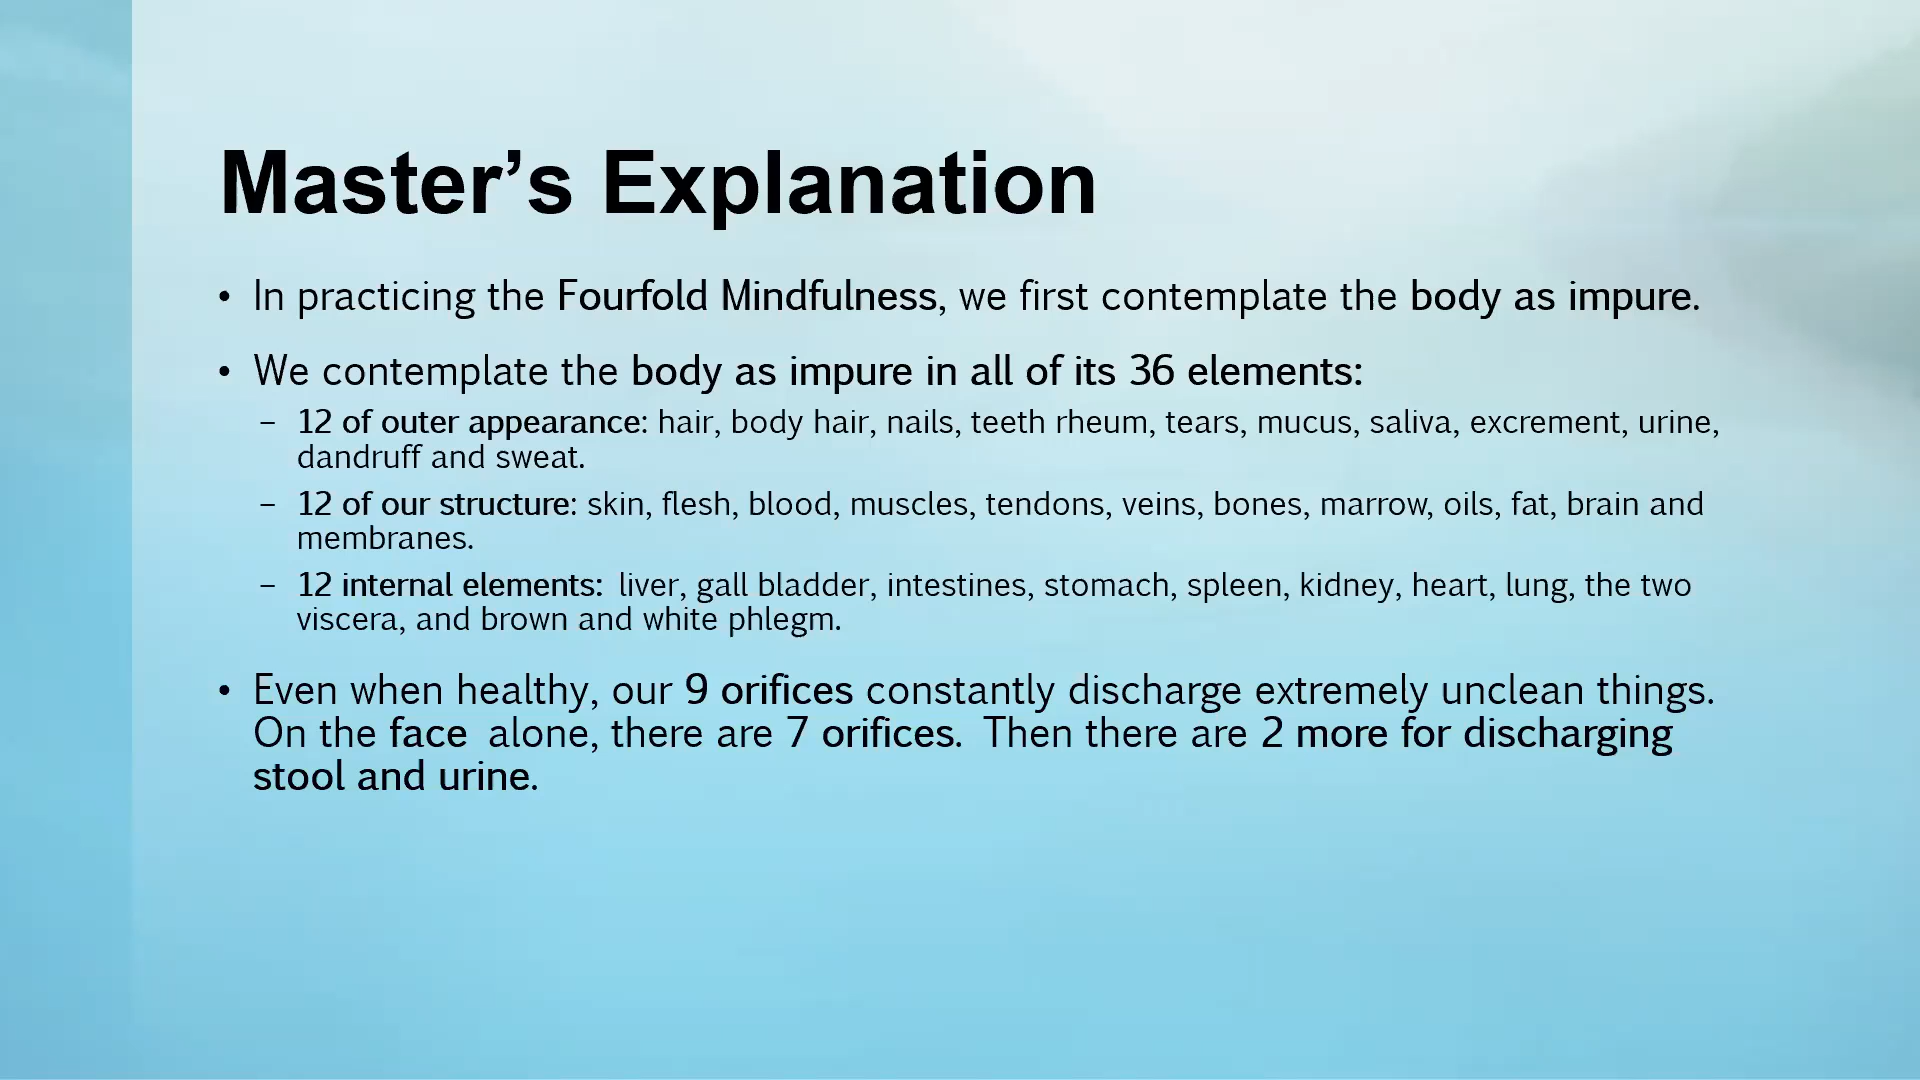 Master’s Explanation
• In practicing the Fourfold Mindfulness, we first contemplate the body as impure.
• We contemplate the body as impure in all of its 36 elements:
– 12 of outer appearance: hair, body hair, nails, teeth rheum, tears, mucus, saliva, excrement, urine,
dandruff and sweat.
– 12 of our structure: skin, flesh, blood, muscles, tendons, veins, bones, marrow, oils, fat, brain and
membranes.
– 12 internal elements: liver, gall bladder, intestines, stomach, spleen, kidney, heart, lung, the two
viscera, and brown and white phlegm.
• Even when healthy, our 9 orifices constantly discharge extremely unclean things.
On the face alone, there are 7 orifices. Then there are 2 more for discharging
stool and urine.